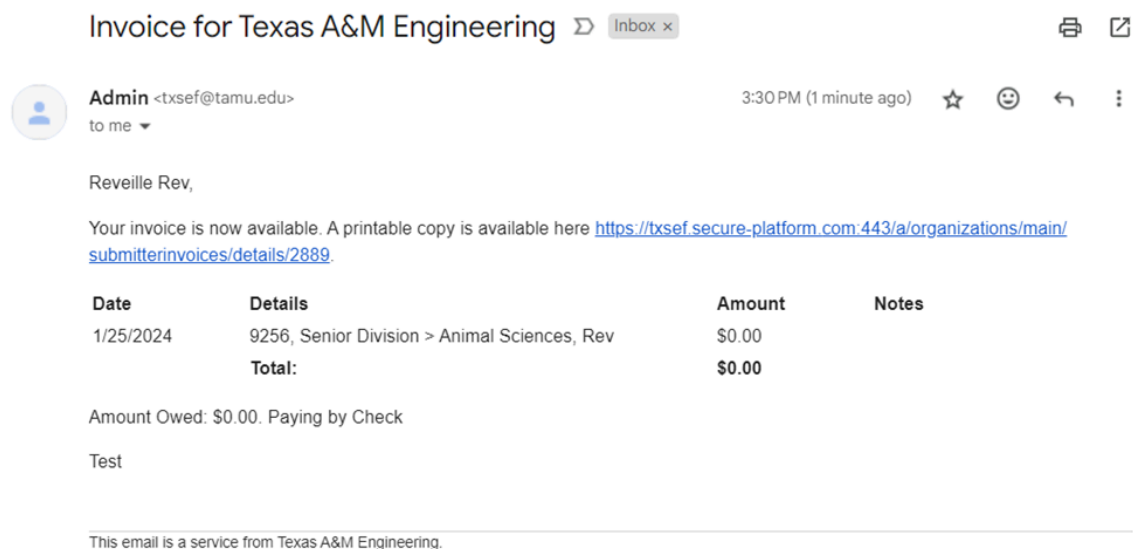 Invoice for Texas A&M Engineering Inbox ×
Admin <txsef@tamu.edu> 3:30 PM (1 minute ago)
to me
Reveille Rev,
Your invoice is now available. A printable copy is available here https://txsef.secure-platform.com:443/a/organizations/main/
submitterinvoices/details/2889.
Date Details Amount Notes
1/25/2024 9256, Senior Division > Animal Sciences, Rev $0.00
Total: $0.00
Amount Owed: $0.00. Paying by Check
Test
This email is a service from Texas A&M Engineering.